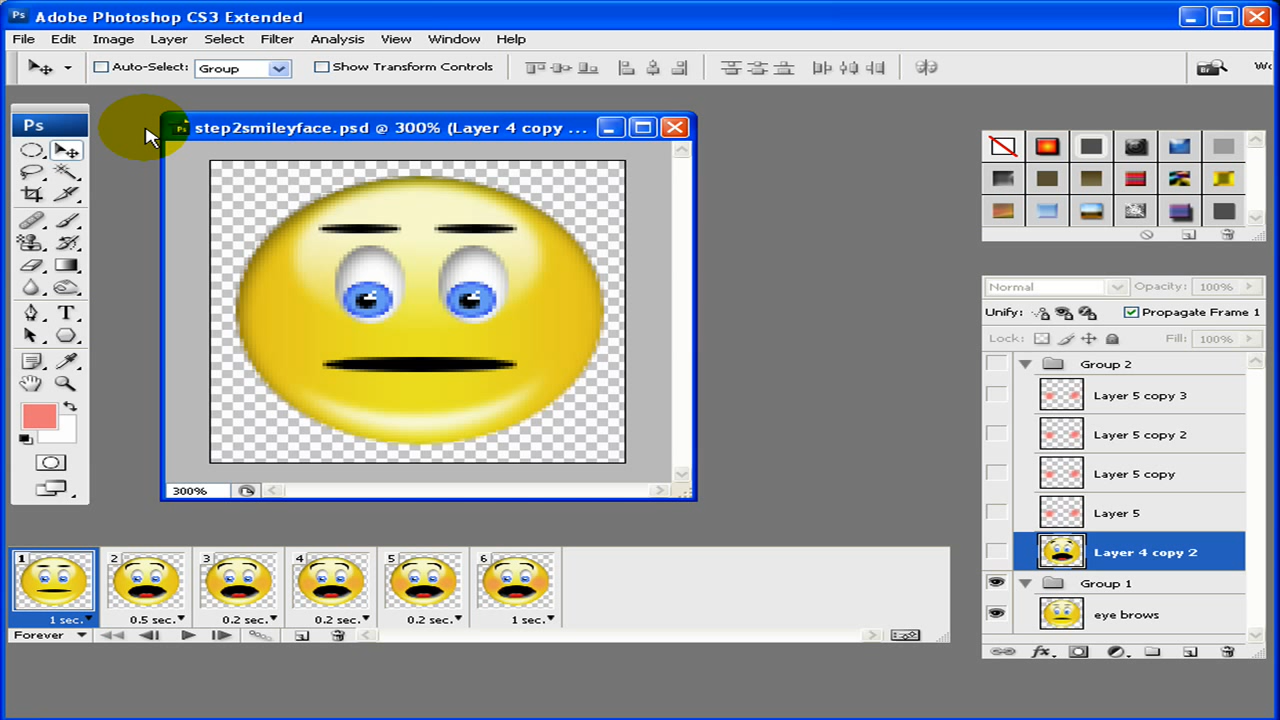 Ps Adobe Photoshop CS3 Extended
File Edit Image Layer Select Filter Analysis View Window Help
Auto-Select: Group Show Transform Controls Br
Ps
Ps step2smileyface.psd @ 300% (Layer 4 copy ...
T
300%
Normal Opacity: 100%
Unify: Propagate Frame 1
Lock: Fill: 100%
Group 2
Layer 5 copy 3
Layer 5 copy 2
Layer 5 copy
Layer 5
Layer 4 copy 2
Group 1
eye brows
fx
1 2 3 4 5 6
1 sec. 0.5 sec. 0.2 sec. 0.2 sec. 0.2 sec. 1 sec.
Forever